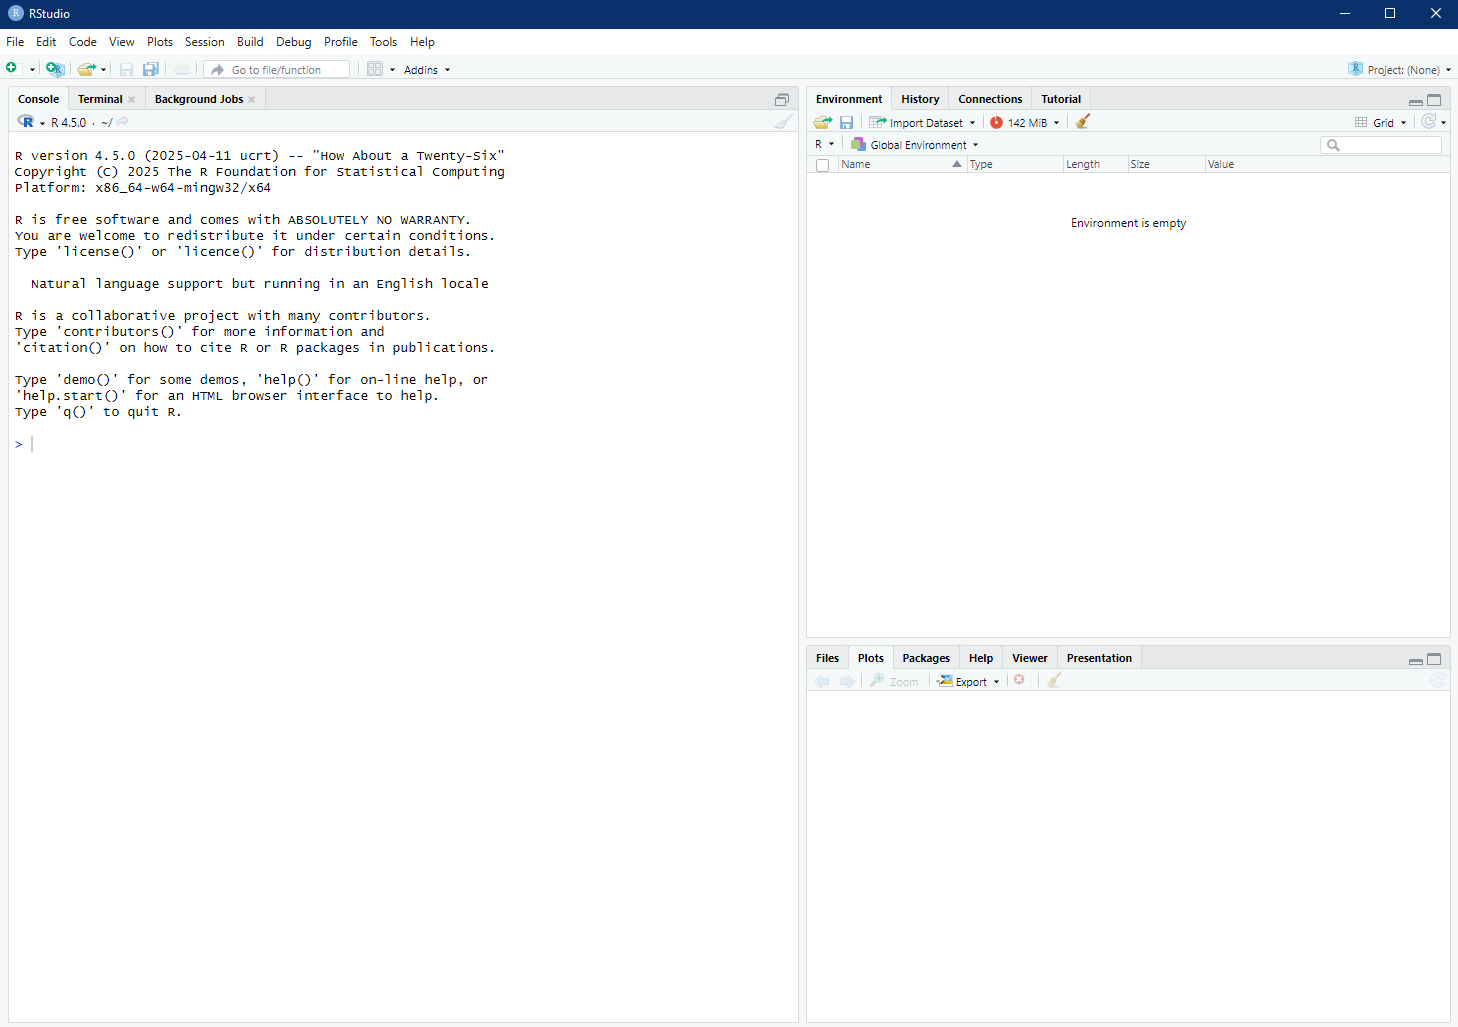 RStudio
File Edit Code View Plots Session Build Debug Profile Tools Help
Go to file/function Addins Project: (None)
Console Terminal Background Jobs
R 4.5.0 · ~/
R version 4.5.0 (2025-04-11 ucrt) -- "How About a Twenty-Six"
Copyright (C) 2025 The R Foundation for Statistical Computing
Platform: x86_64-w64-mingw32/x64
R is free software and comes with ABSOLUTELY NO WARRANTY.
You are welcome to redistribute it under certain conditions.
Type 'license()' or 'licence()' for distribution details.
Natural language support but running in an English locale
R is a collaborative project with many contributors.
Type 'contributors()' for more information and
'citation()' on how to cite R or R packages in publications.
Type 'demo()' for some demos, 'help()' for on-line help, or
'help.start()' for an HTML browser interface to help.
Type 'q()' to quit R.
>
Environment History Connections Tutorial
Import Dataset 142 MiB Grid
R Global Environment
Name Type Length Size Value
Environment is empty
Files Plots Packages Help Viewer Presentation
Zoom Export